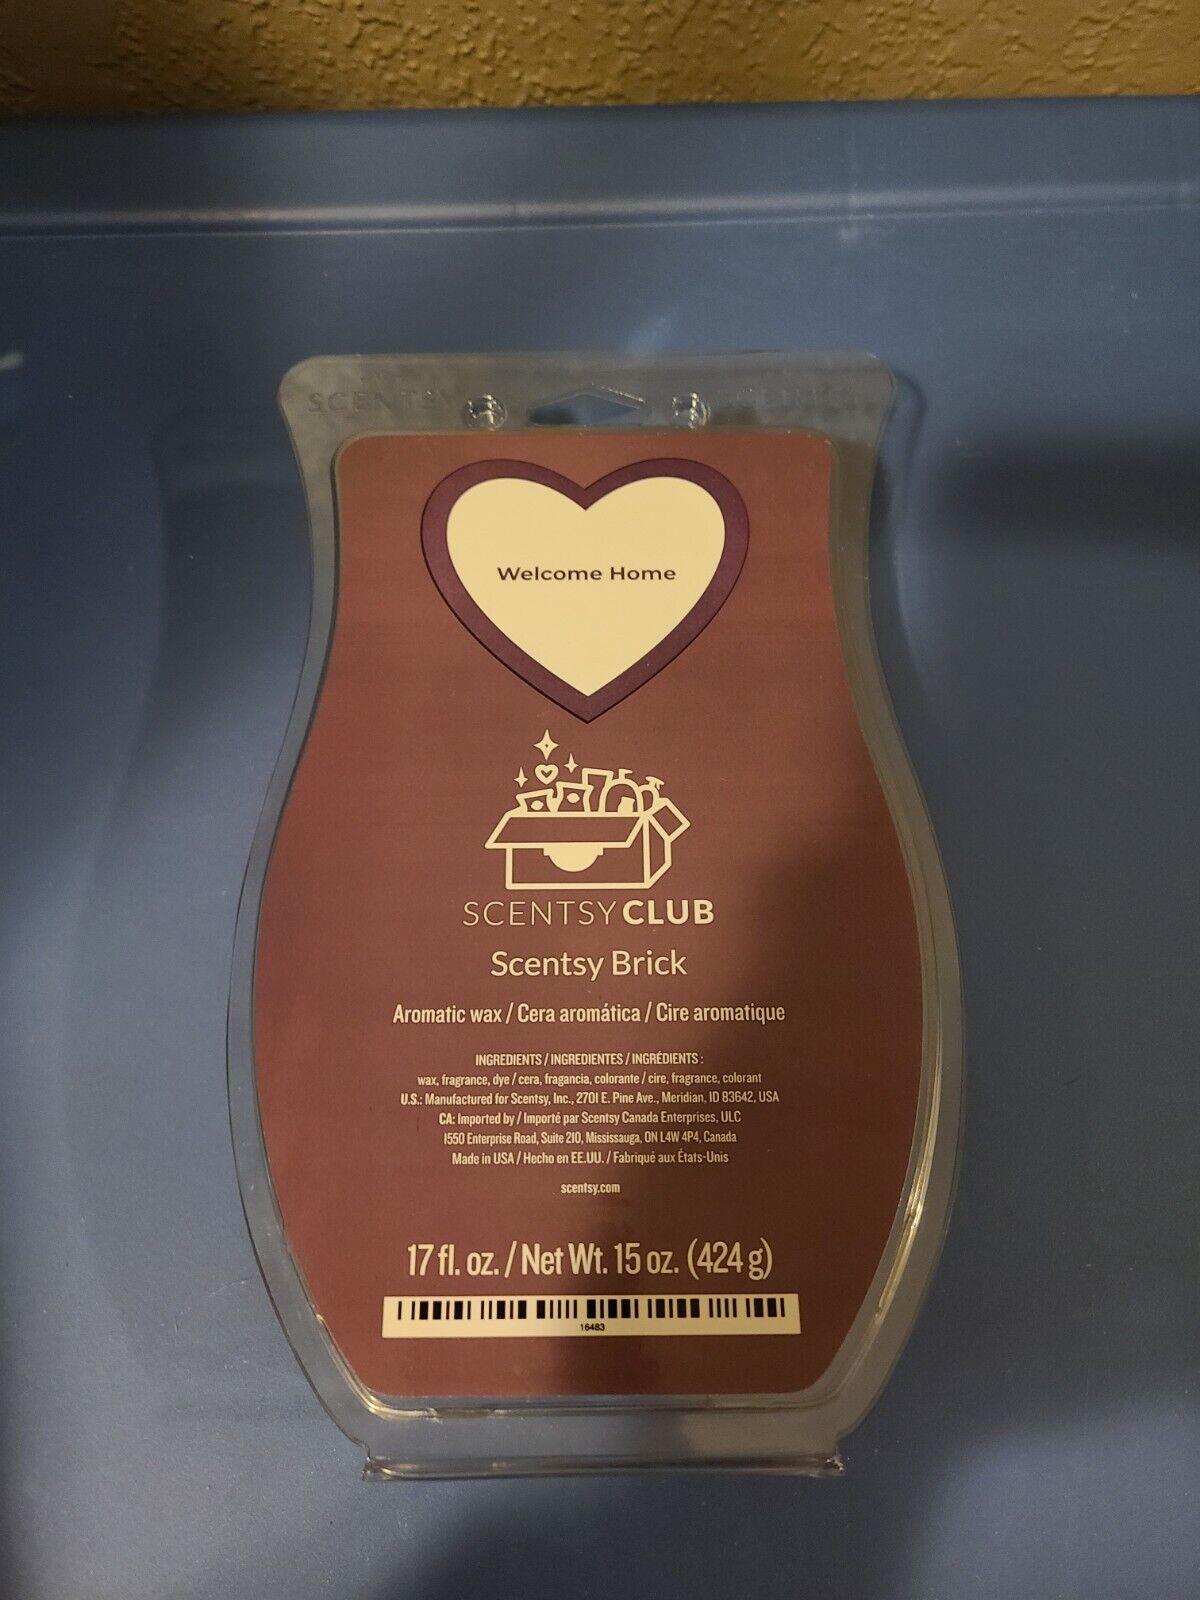 SCENTSY
Welcome Home
SCENTSY CLUB
Scentsy Brick
Aromatic wax / Cera aromática / Cire aromatique
INGREDIENTS / INGREDIENTES / INGRÉDIENTS :
wax, fragrance, dye / cera, fragancia, colorante / cire, fragrance, colorant
U.S.: Manufactured for Scentsy, Inc., 2701 E. Pine Ave., Meridian, ID 83642, USA
CA: Imported by / Importé par Scentsy Canada Enterprises, ULC
1550 Enterprise Road, Suite 210, Mississauga, ON L4W 4P4, Canada
Made in USA / Hecho en EE.UU. / Fabriqué aux États-Unis
scentsy.com
17 fl. oz. / Net Wt. 15 oz. (424 g)
16483